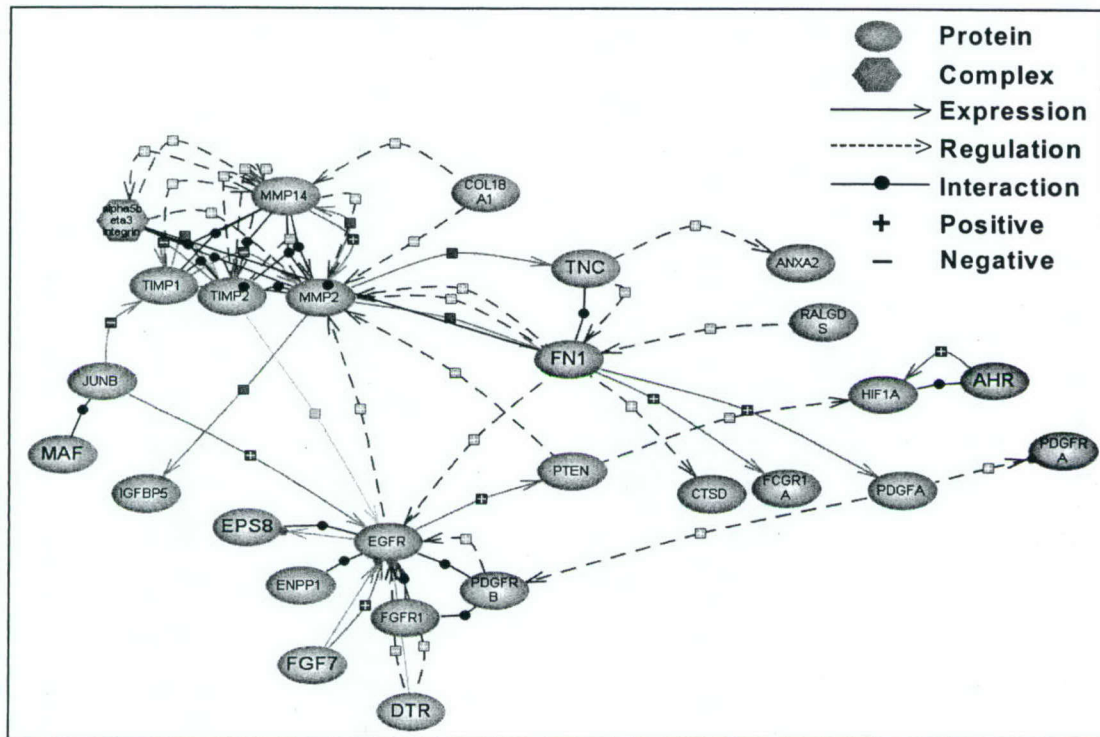 Protein
Complex
Expression
Regulation
Interaction
+ Positive
− Negative
MMP14
COL18
A1
alpha5b
eta3
integrin
TNC
ANXA2
TIMP1
TIMP2
MMP2
RALGD
S
FN1
JUNB
HIF1A
AHR
MAF
PDGFR
A
IGFBP5
PTEN
CTSD
FCGR1
A
PDGFA
EPS8
EGFR
ENPP1
PDGFR
B
FGFR1
FGF7
DTR